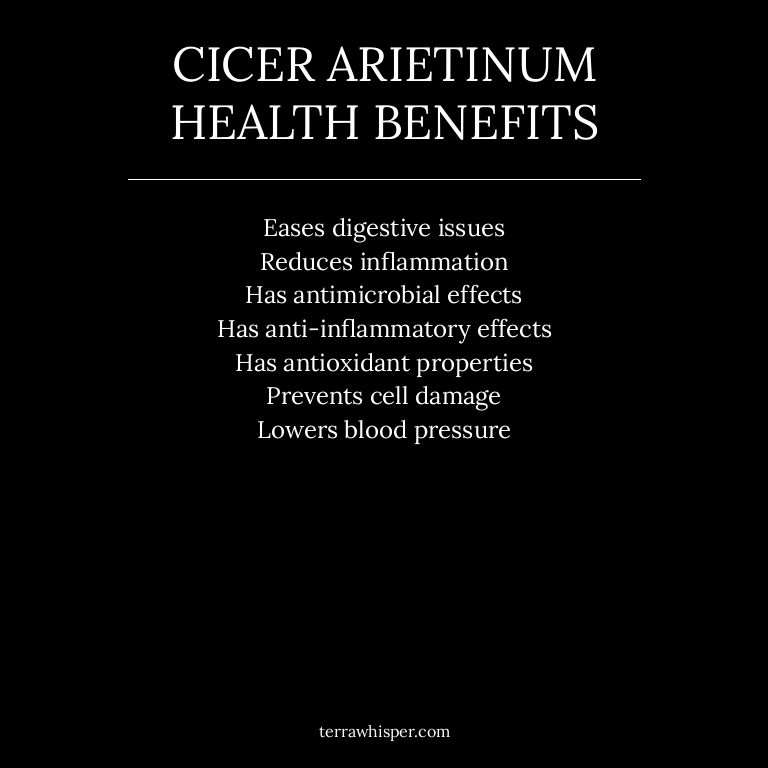 CICER ARIETINUM
HEALTH BENEFITS
Eases digestive issues
Reduces inflammation
Has antimicrobial effects
Has anti-inflammatory effects
Has antioxidant properties
Prevents cell damage
Lowers blood pressure
terrawhisper.com